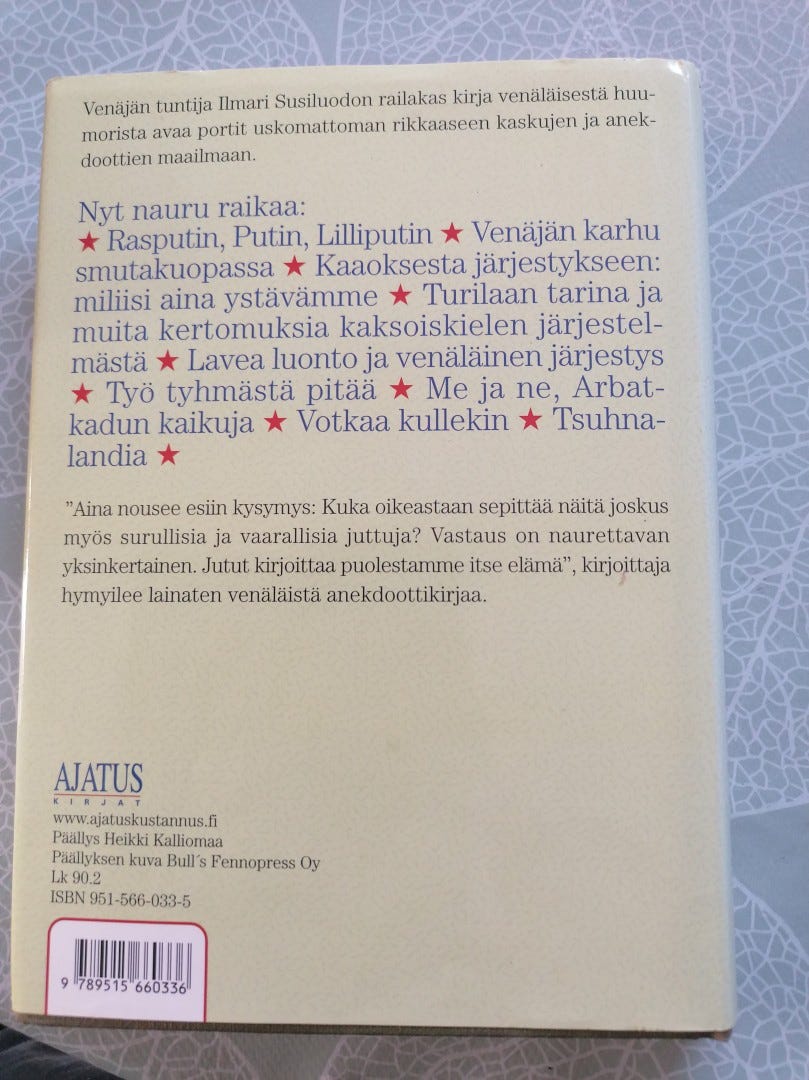 Venäjän tuntija Ilmari Susiluodon railakas kirja venäläisestä huu-
morista avaa portit uskomattoman rikkaaseen kaskujen ja anek-
doottien maailmaan.
Nyt nauru raikaa:
★ Rasputin, Putin, Lilliputin ★ Venäjän karhu
smutakuopassa ★ Kaaoksesta järjestykseen:
miliisi aina ystävämme ★ Turilaan tarina ja
muita kertomuksia kaksoiskielen järjestel-
mästä ★ Lavea luonto ja venäläinen järjestys
★ Työ tyhmästä pitää ★ Me ja ne, Arbat-
kadun kaikuja ★ Votkaa kullekin ★ Tsuhna-
landia ★
”Aina nousee esiin kysymys: Kuka oikeastaan sepittää näitä joskus
myös surullisia ja vaarallisia juttuja? Vastaus on naurettavan
yksinkertainen. Jutut kirjoittaa puolestamme itse elämä”, kirjoittaja
hymyilee lainaten venäläistä anekdoottikirjaa.
AJATUS
KIRJAT
www.ajatuskustannus.fi
Päällys Heikki Kalliomaa
Päällyksen kuva Bull´s Fennopress Oy
Lk 90.2
ISBN 951-566-033-5
9 789515 660336